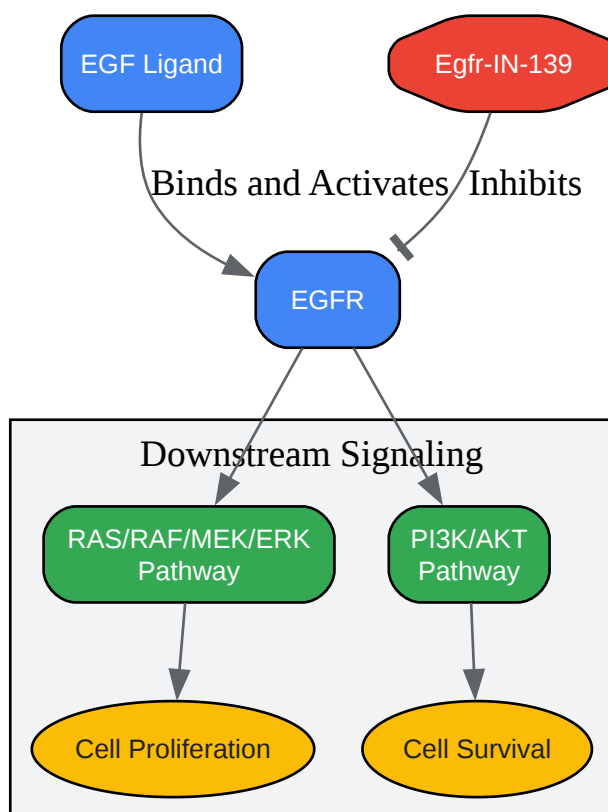 EGF Ligand
Egfr-IN-139
Binds and Activates
Inhibits
EGFR
Downstream Signaling
RAS/RAF/MEK/ERK
Pathway
PI3K/AKT
Pathway
Cell Proliferation
Cell Survival